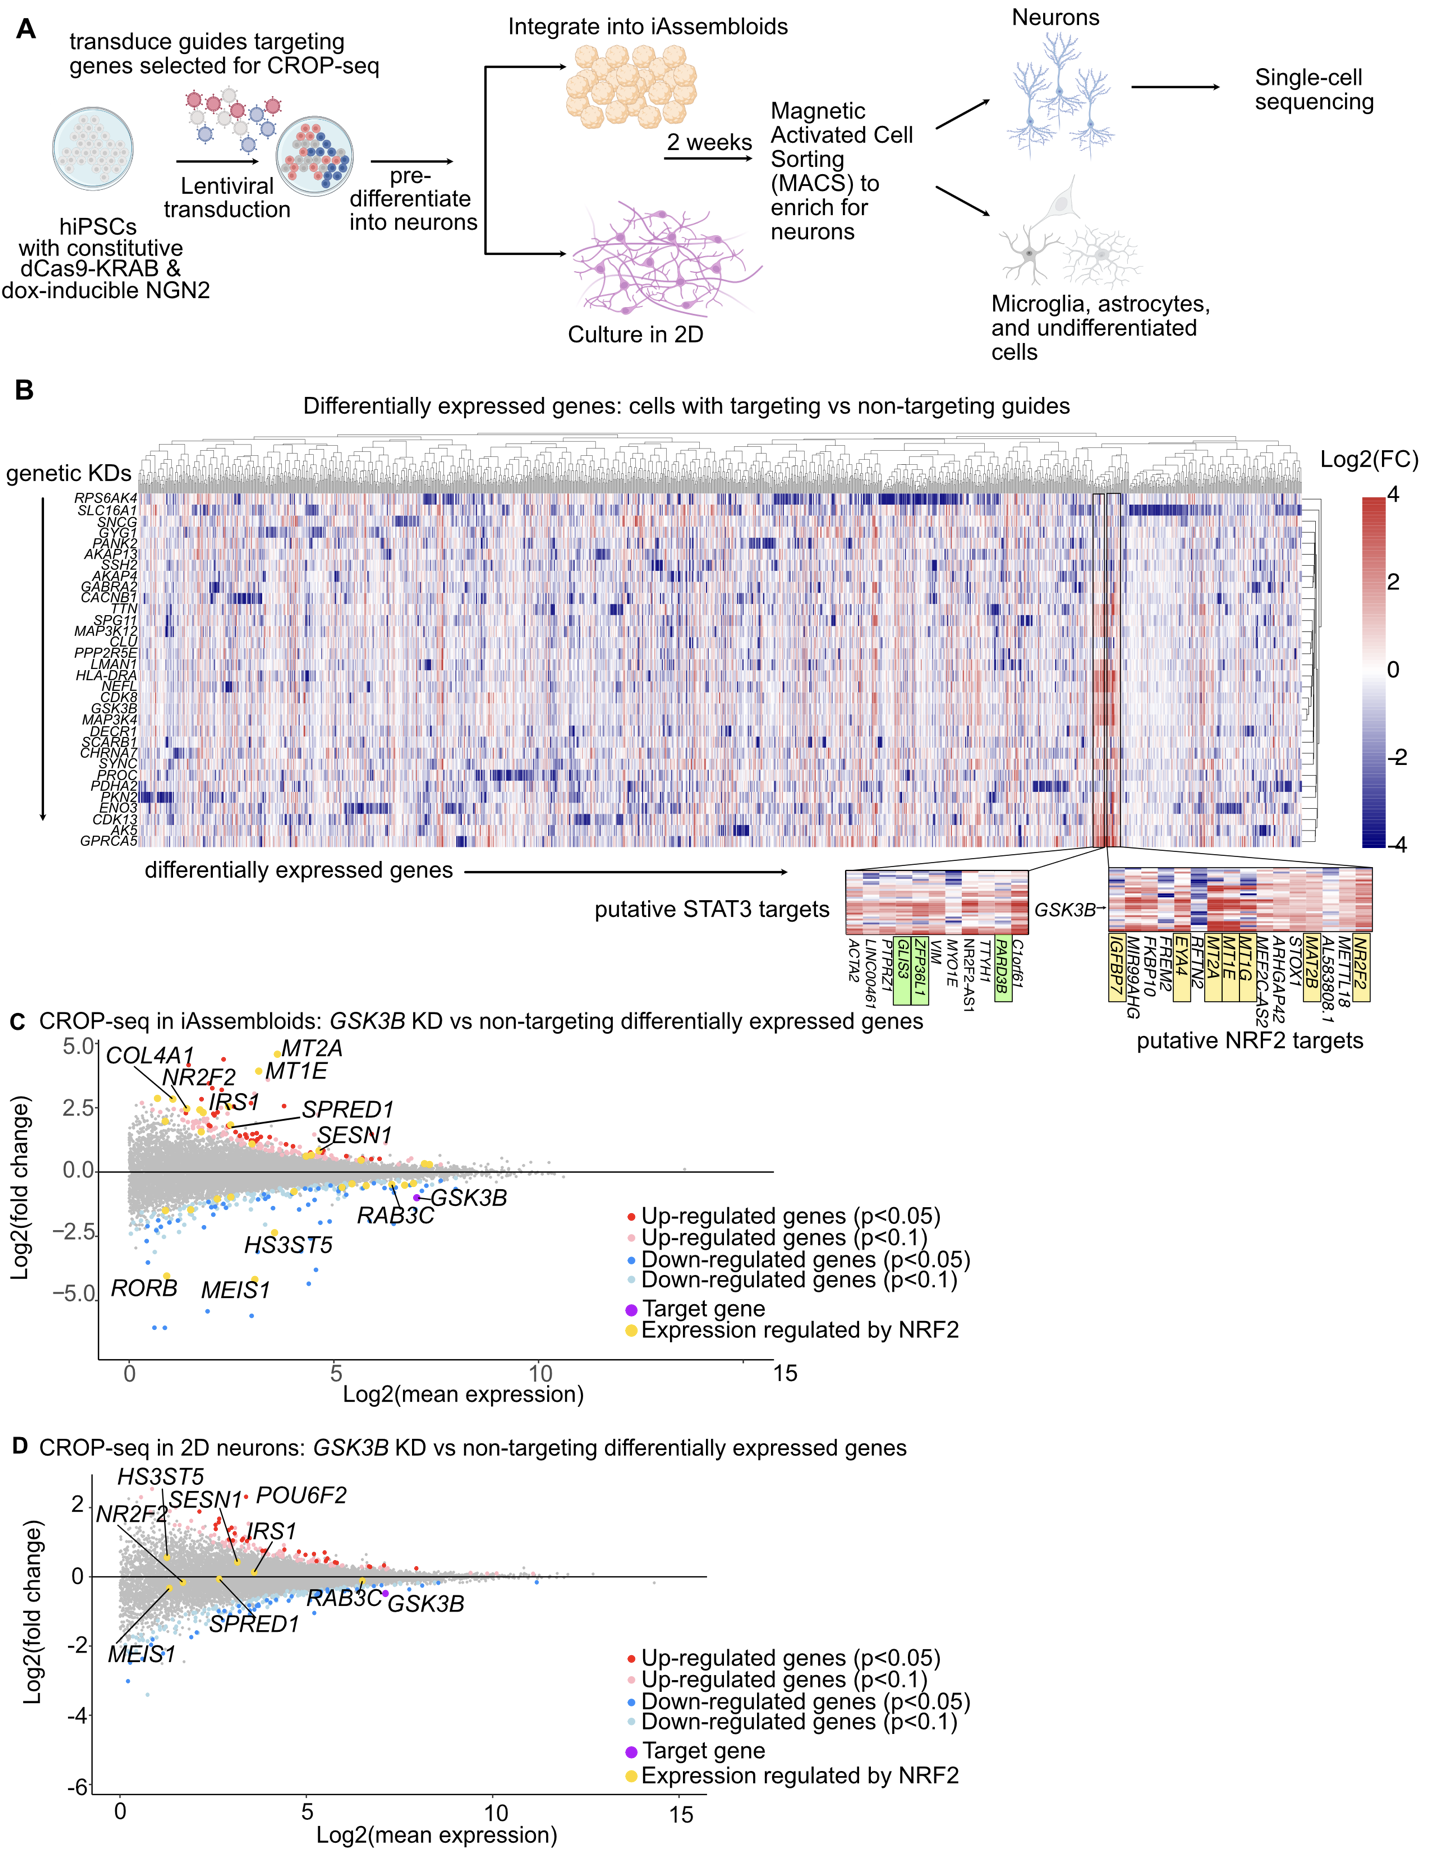 A
transduce guides targeting
genes selected for CROP-seq
hiPSCs
with constitutive
dCas9-KRAB &
dox-inducible NGN2
Lentiviral
transduction
pre-
differentiate
into neurons
Integrate into iAssembloids
Culture in 2D
2 weeks
Magnetic
Activated Cell
Sorting
(MACS) to
enrich for
neurons
Neurons
Microglia, astrocytes,
and undifferentiated
cells
Single-cell
sequencing
B
Differentially expressed genes: cells with targeting vs non-targeting guides
genetic KDs
RPS6AK4
SLC16A1
SNCG
GYG1
PANK2
AKAP13
SSH2
AKAP4
GABRA2
CACNB1
TTN
SPG11
MAP3K12
CLU
PPP2R5E
LMAN1
HLA-DRA
NEFL
CDK8
GSK3B
MAP3K4
DECR1
SCARB1
CHRNA7
SYNC
PROC
PDHA2
PKN2
ENO3
CDK13
AK5
GPRCA5
Log2(FC)
4
2
0
-2
-4
differentially expressed genes
putative STAT3 targets
ACTA2
LINC00461
PTPRZ1
GLIS3
ZFP36L1
VIM
MYO1E
NR2F2-AS1
TTYH1
PARD3B
C1orf61
GSK3B
IGFBP7
MIR99AHG
FKBP10
FREM2
EYA4
RFTN2
MT2A
MT1E
MT1G
MEF2C-AS2
ARHGAP42
STOX1
MAT2B
AL583808.1
METTL18
NR2F2
putative NRF2 targets
C CROP-seq in iAssembloids: GSK3B KD vs non-targeting differentially expressed genes
Log2(fold change)
5.0
2.5
0.0
−2.5
−5.0
COL4A1
NR2F2
MT2A
MT1E
IRS1
SPRED1
SESN1
GSK3B
RAB3C
HS3ST5
RORB
MEIS1
Up-regulated genes (p<0.05)
Up-regulated genes (p<0.1)
Down-regulated genes (p<0.05)
Down-regulated genes (p<0.1)
Target gene
Expression regulated by NRF2
0
5
10
15
Log2(mean expression)
D CROP-seq in 2D neurons: GSK3B KD vs non-targeting differentially expressed genes
Log2(fold change)
2
0
-2
-4
-6
HS3ST5
SESN1
POU6F2
NR2F2
IRS1
RAB3C
GSK3B
SPRED1
MEIS1
Up-regulated genes (p<0.05)
Up-regulated genes (p<0.1)
Down-regulated genes (p<0.05)
Down-regulated genes (p<0.1)
Target gene
Expression regulated by NRF2
0
5
10
15
Log2(mean expression)